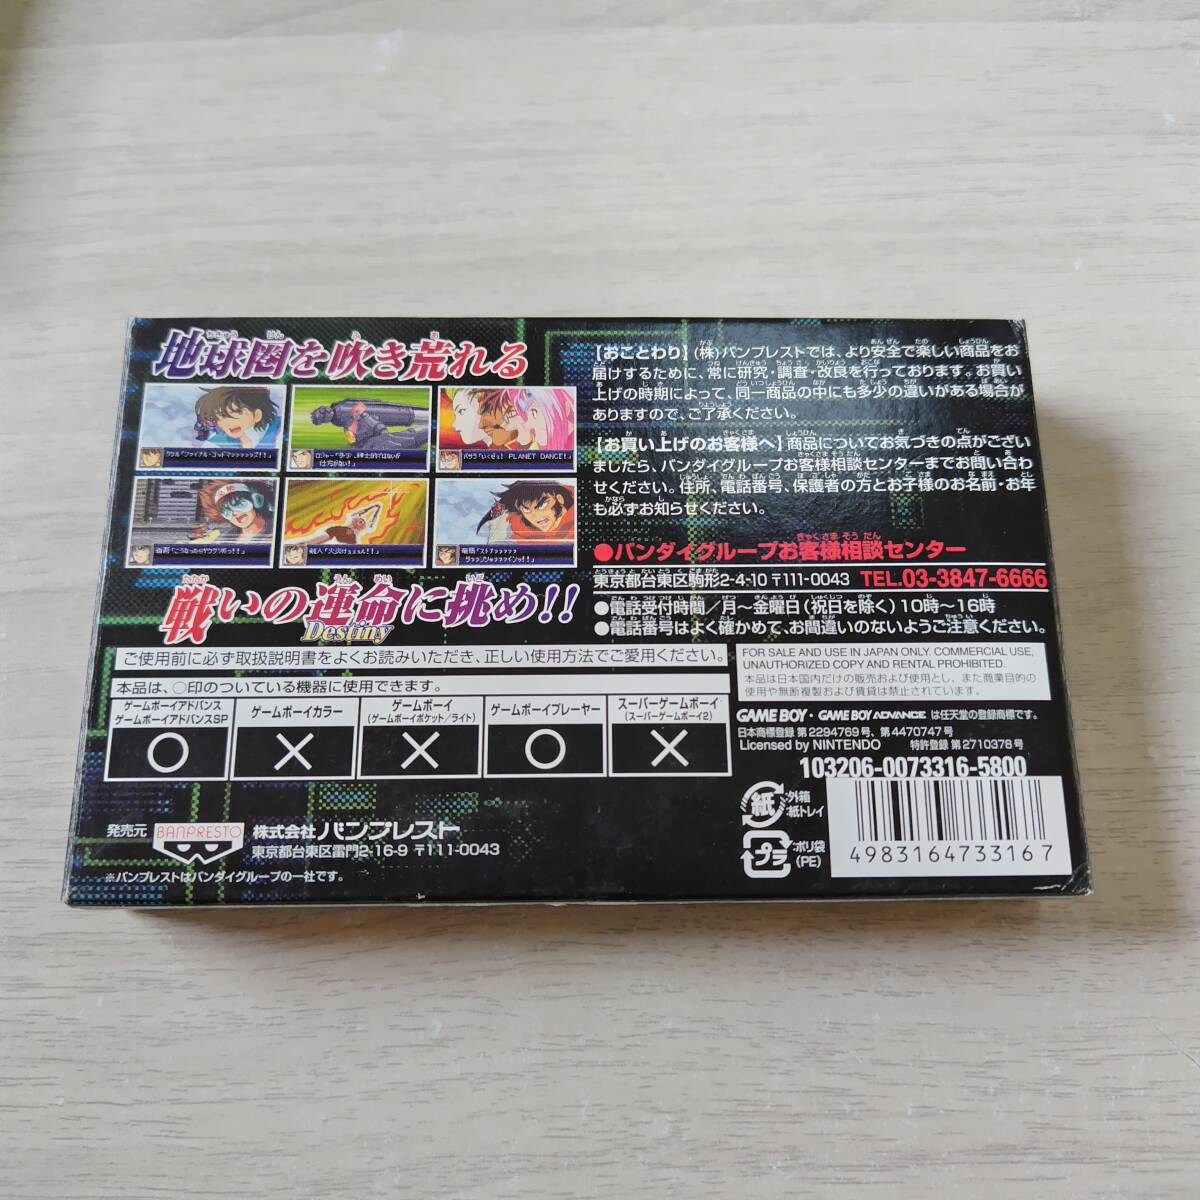 地球圏を吹き荒れる
戦いの運命に挑め!!
Destiny
【おことわり】(株)バンプレストでは、より安全で楽しい商品をお
届けするために、常に研究・調査・改良を行っております。お買い
上げの時期によって、同一商品の中にも多少の違いがある場合が
ありますので、ご了承ください。
【お買い上げのお客様へ】商品についてお気づきの点がござい
ましたら、バンダイグループお客様相談センターまでお問い合わ
せください。住所、電話番号、保護者の方とお子様のお名前・お年
も必ずお知らせください。
●バンダイグループお客様相談センター
東京都台東区駒形2-4-10 〒111-0043 TEL.03-3847-6666
●電話受付時間/月～金曜日(祝日を除く)10時～16時
●電話番号はよく確かめて、お間違いのないようご注意ください。
ご使用前に必ず取扱説明書をよくお読みいただき、正しい使用方法でご愛用ください。
本品は、○印のついている機器に使用できます。
ゲームボーイアドバンス
ゲームボーイアドバンスSP
ゲームボーイカラー
ゲームボーイ
(ゲームボーイポケット/ライト)
ゲームボーイプレーヤー
スーパーゲームボーイ
(スーパーゲームボーイ2)
○ × × ○ ×
FOR SALE AND USE IN JAPAN ONLY. COMMERCIAL USE,
UNAUTHORIZED COPY AND RENTAL PROHIBITED.
本品は日本国内だけの販売および使用とし、また商業目的の
使用や無断複製および賃貸は禁止されています。
GAME BOY・GAME BOY ADVANCE は任天堂の登録商標です。
日本商標登録 第2294769号、第4470747号
Licensed by NINTENDO 特許登録 第2710378号
103206-0073316-5800
紙
:外箱
:紙トレイ
プラ
:ポリ袋
(PE)
4983164733167
発売元
BANPRESTO
株式会社バンプレスト
東京都台東区雷門2-16-9 〒111-0043
※バンプレストはバンダイグループの一社です。